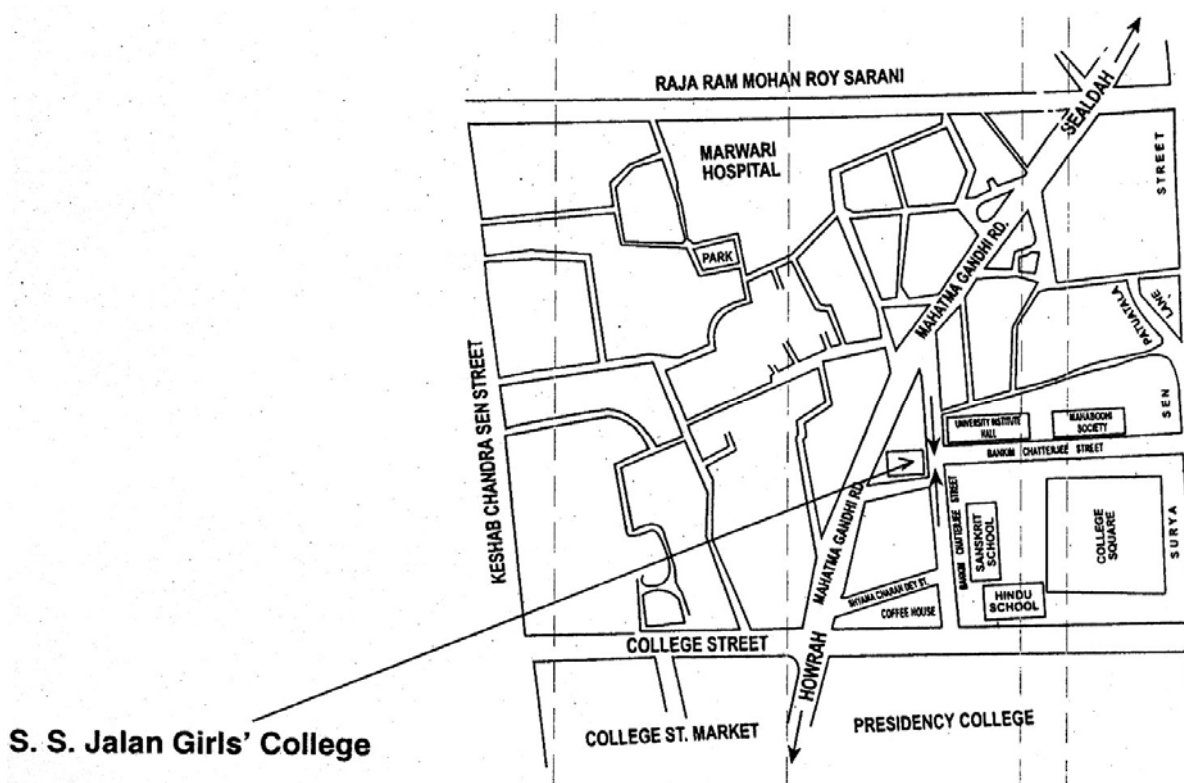 RAJA RAM MOHAN ROY SARANI
SEALDAH
MARWARI
HOSPITAL
STREET
PARK
MAHATMA GANDHI RD.
PATUATALA
LANE
KESHAB CHANDRA SEN STREET
SEN
UNIVERSITY INSTITUTE
HALL
MAHABODHI
SOCIETY
BANKIM CHATTERJEE STREET
MAHATMA GANDHI RD.
BANKIM CHATTERJEE STREET
SANSKRIT
SCHOOL
COLLEGE
SQUARE
SURYA
HINDU
SCHOOL
SHYAMA CHARAN DEY ST.
COFFEE HOUSE
COLLEGE STREET
HOWRAH
COLLEGE ST. MARKET
PRESIDENCY COLLEGE
S. S. Jalan Girls' College